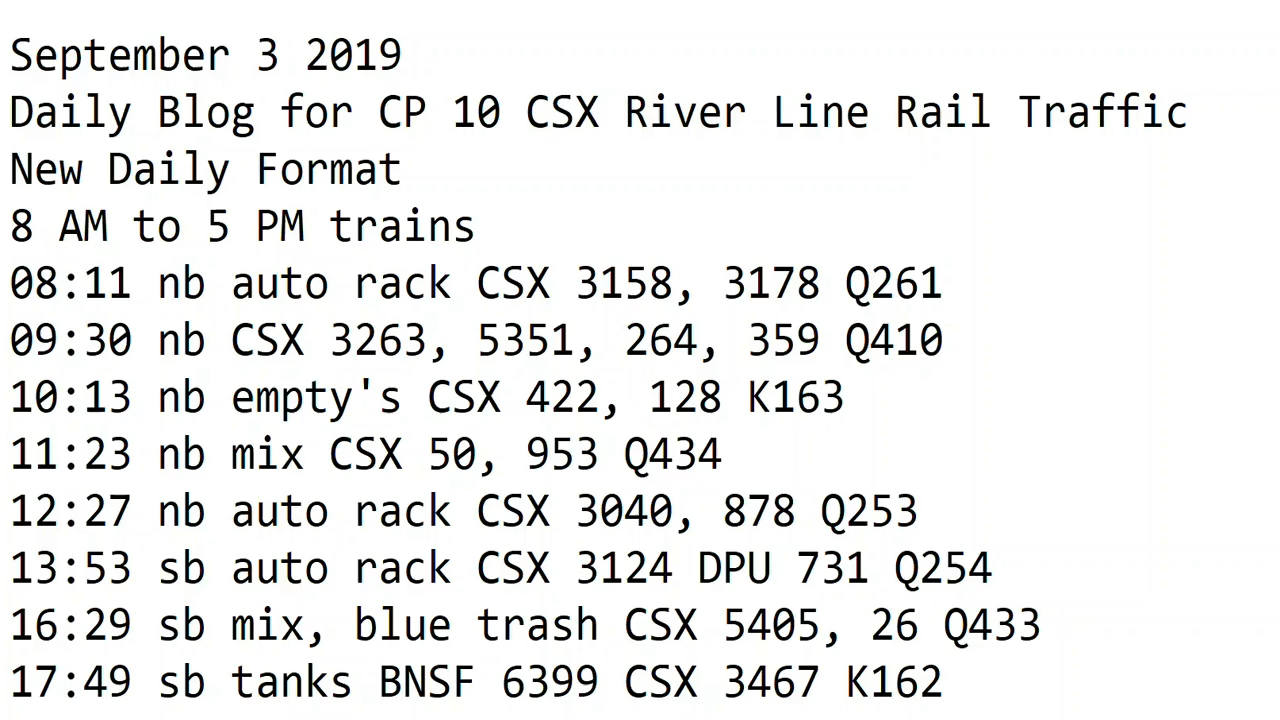 September 3 2019
Daily Blog for CP 10 CSX River Line Rail Traffic
New Daily Format
8 AM to 5 PM trains
08:11 nb auto rack CSX 3158, 3178 Q261
09:30 nb CSX 3263, 5351, 264, 359 Q410
10:13 nb empty's CSX 422, 128 K163
11:23 nb mix CSX 50, 953 Q434
12:27 nb auto rack CSX 3040, 878 Q253
13:53 sb auto rack CSX 3124 DPU 731 Q254
16:29 sb mix, blue trash CSX 5405, 26 Q433
17:49 sb tanks BNSF 6399 CSX 3467 K162